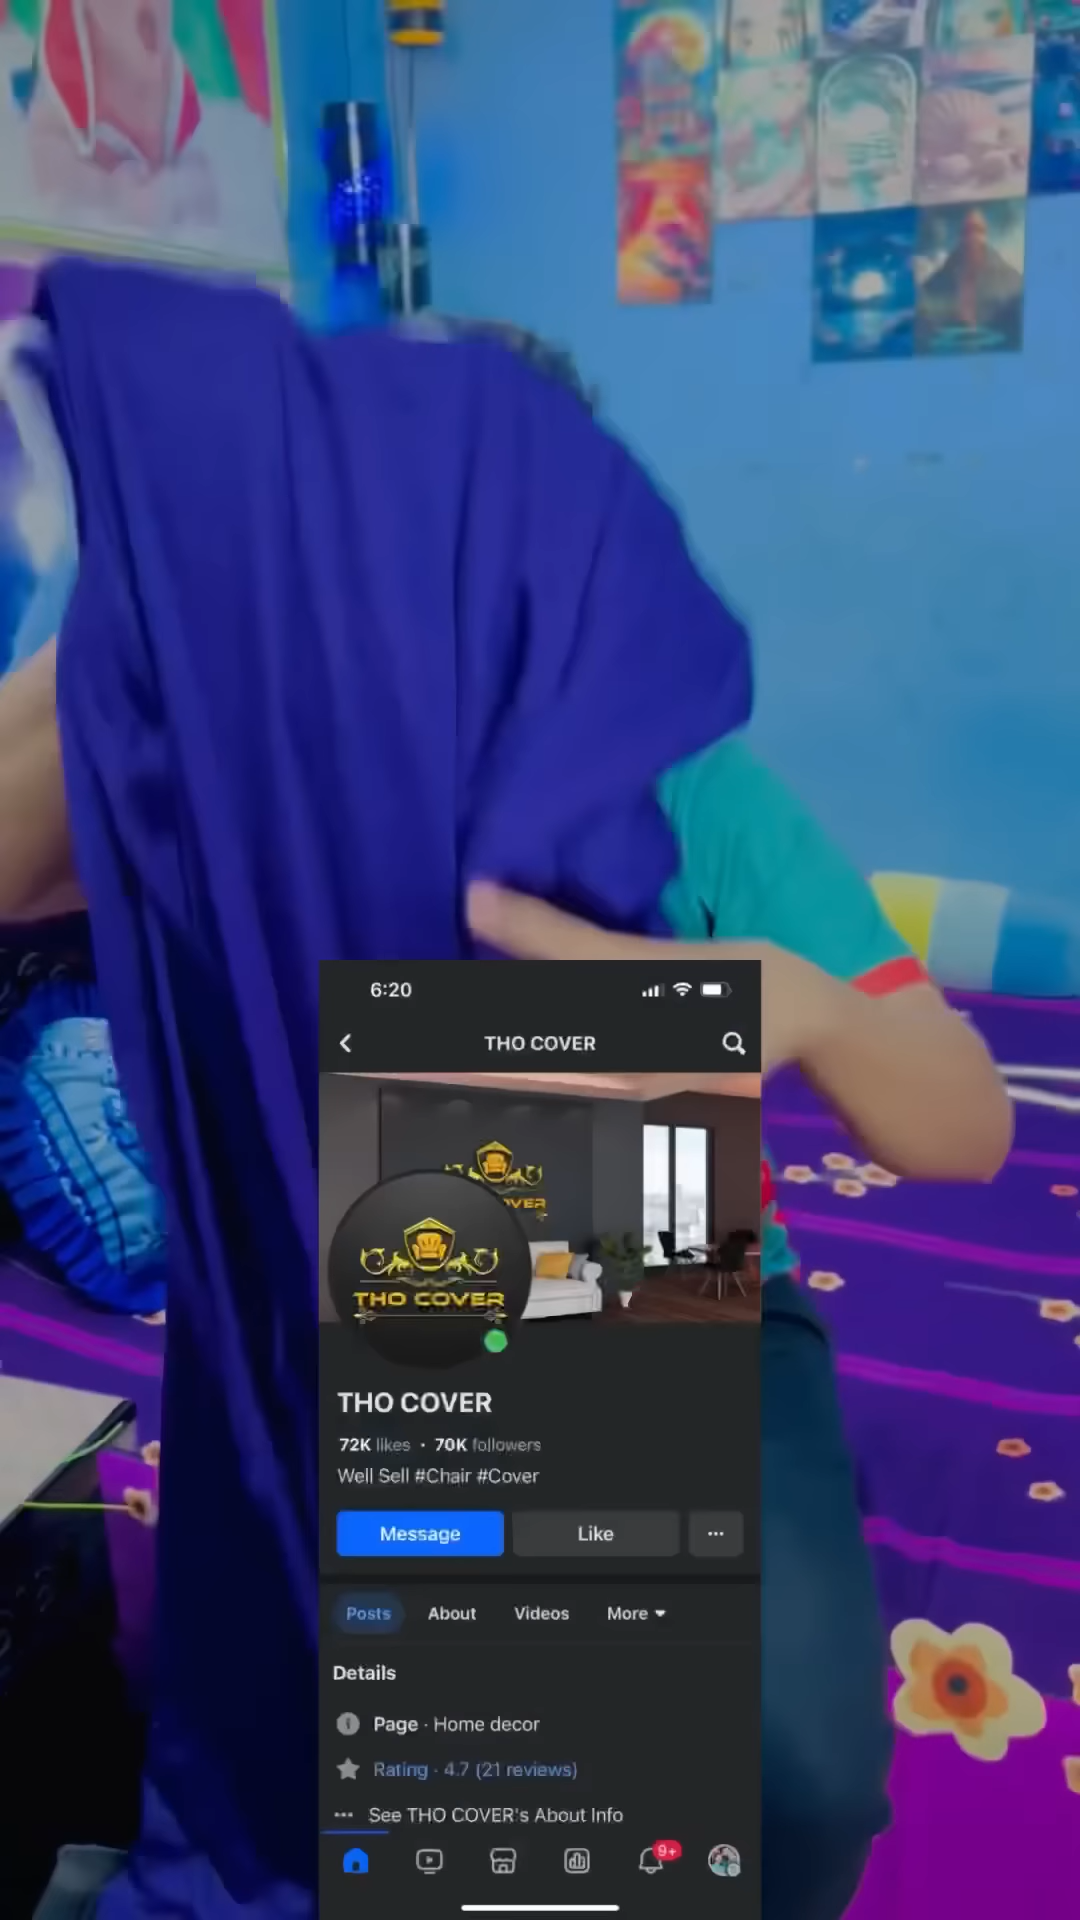 6:20
THO COVER
OVER
THO COVER
THO COVER
72K likes · 70K followers
Well Sell #Chair #Cover
Message
Like
...
Posts
About
Videos
More
Details
Page · Home decor
Rating · 4.7 (21 reviews)
... See THO COVER's About Info
9+